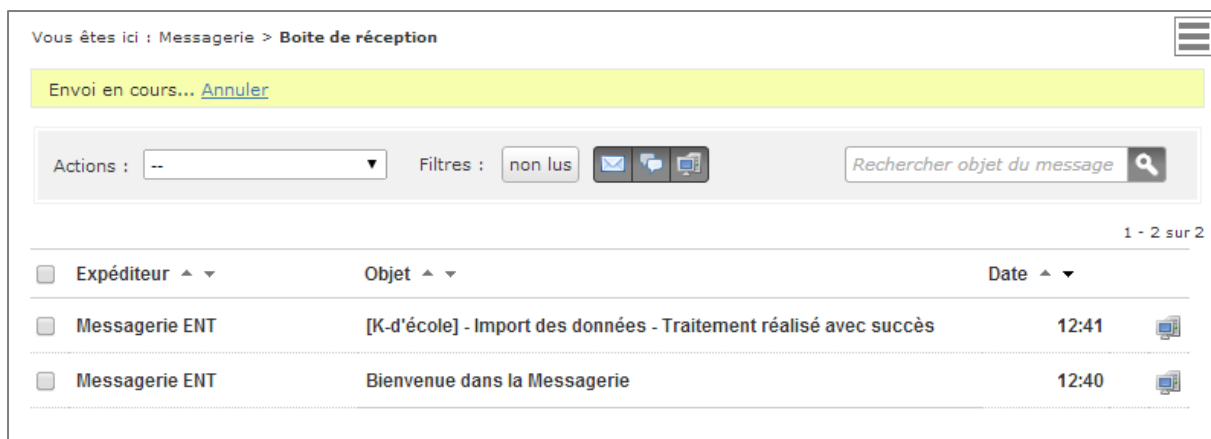 Vous êtes ici : Messagerie > Boite de réception
Envoi en cours... Annuler
Actions : -- Filtres : non lus Rechercher objet du message
1 - 2 sur 2
Expéditeur Objet Date
Messagerie ENT [K-d'école] - Import des données - Traitement réalisé avec succès 12:41
Messagerie ENT Bienvenue dans la Messagerie 12:40